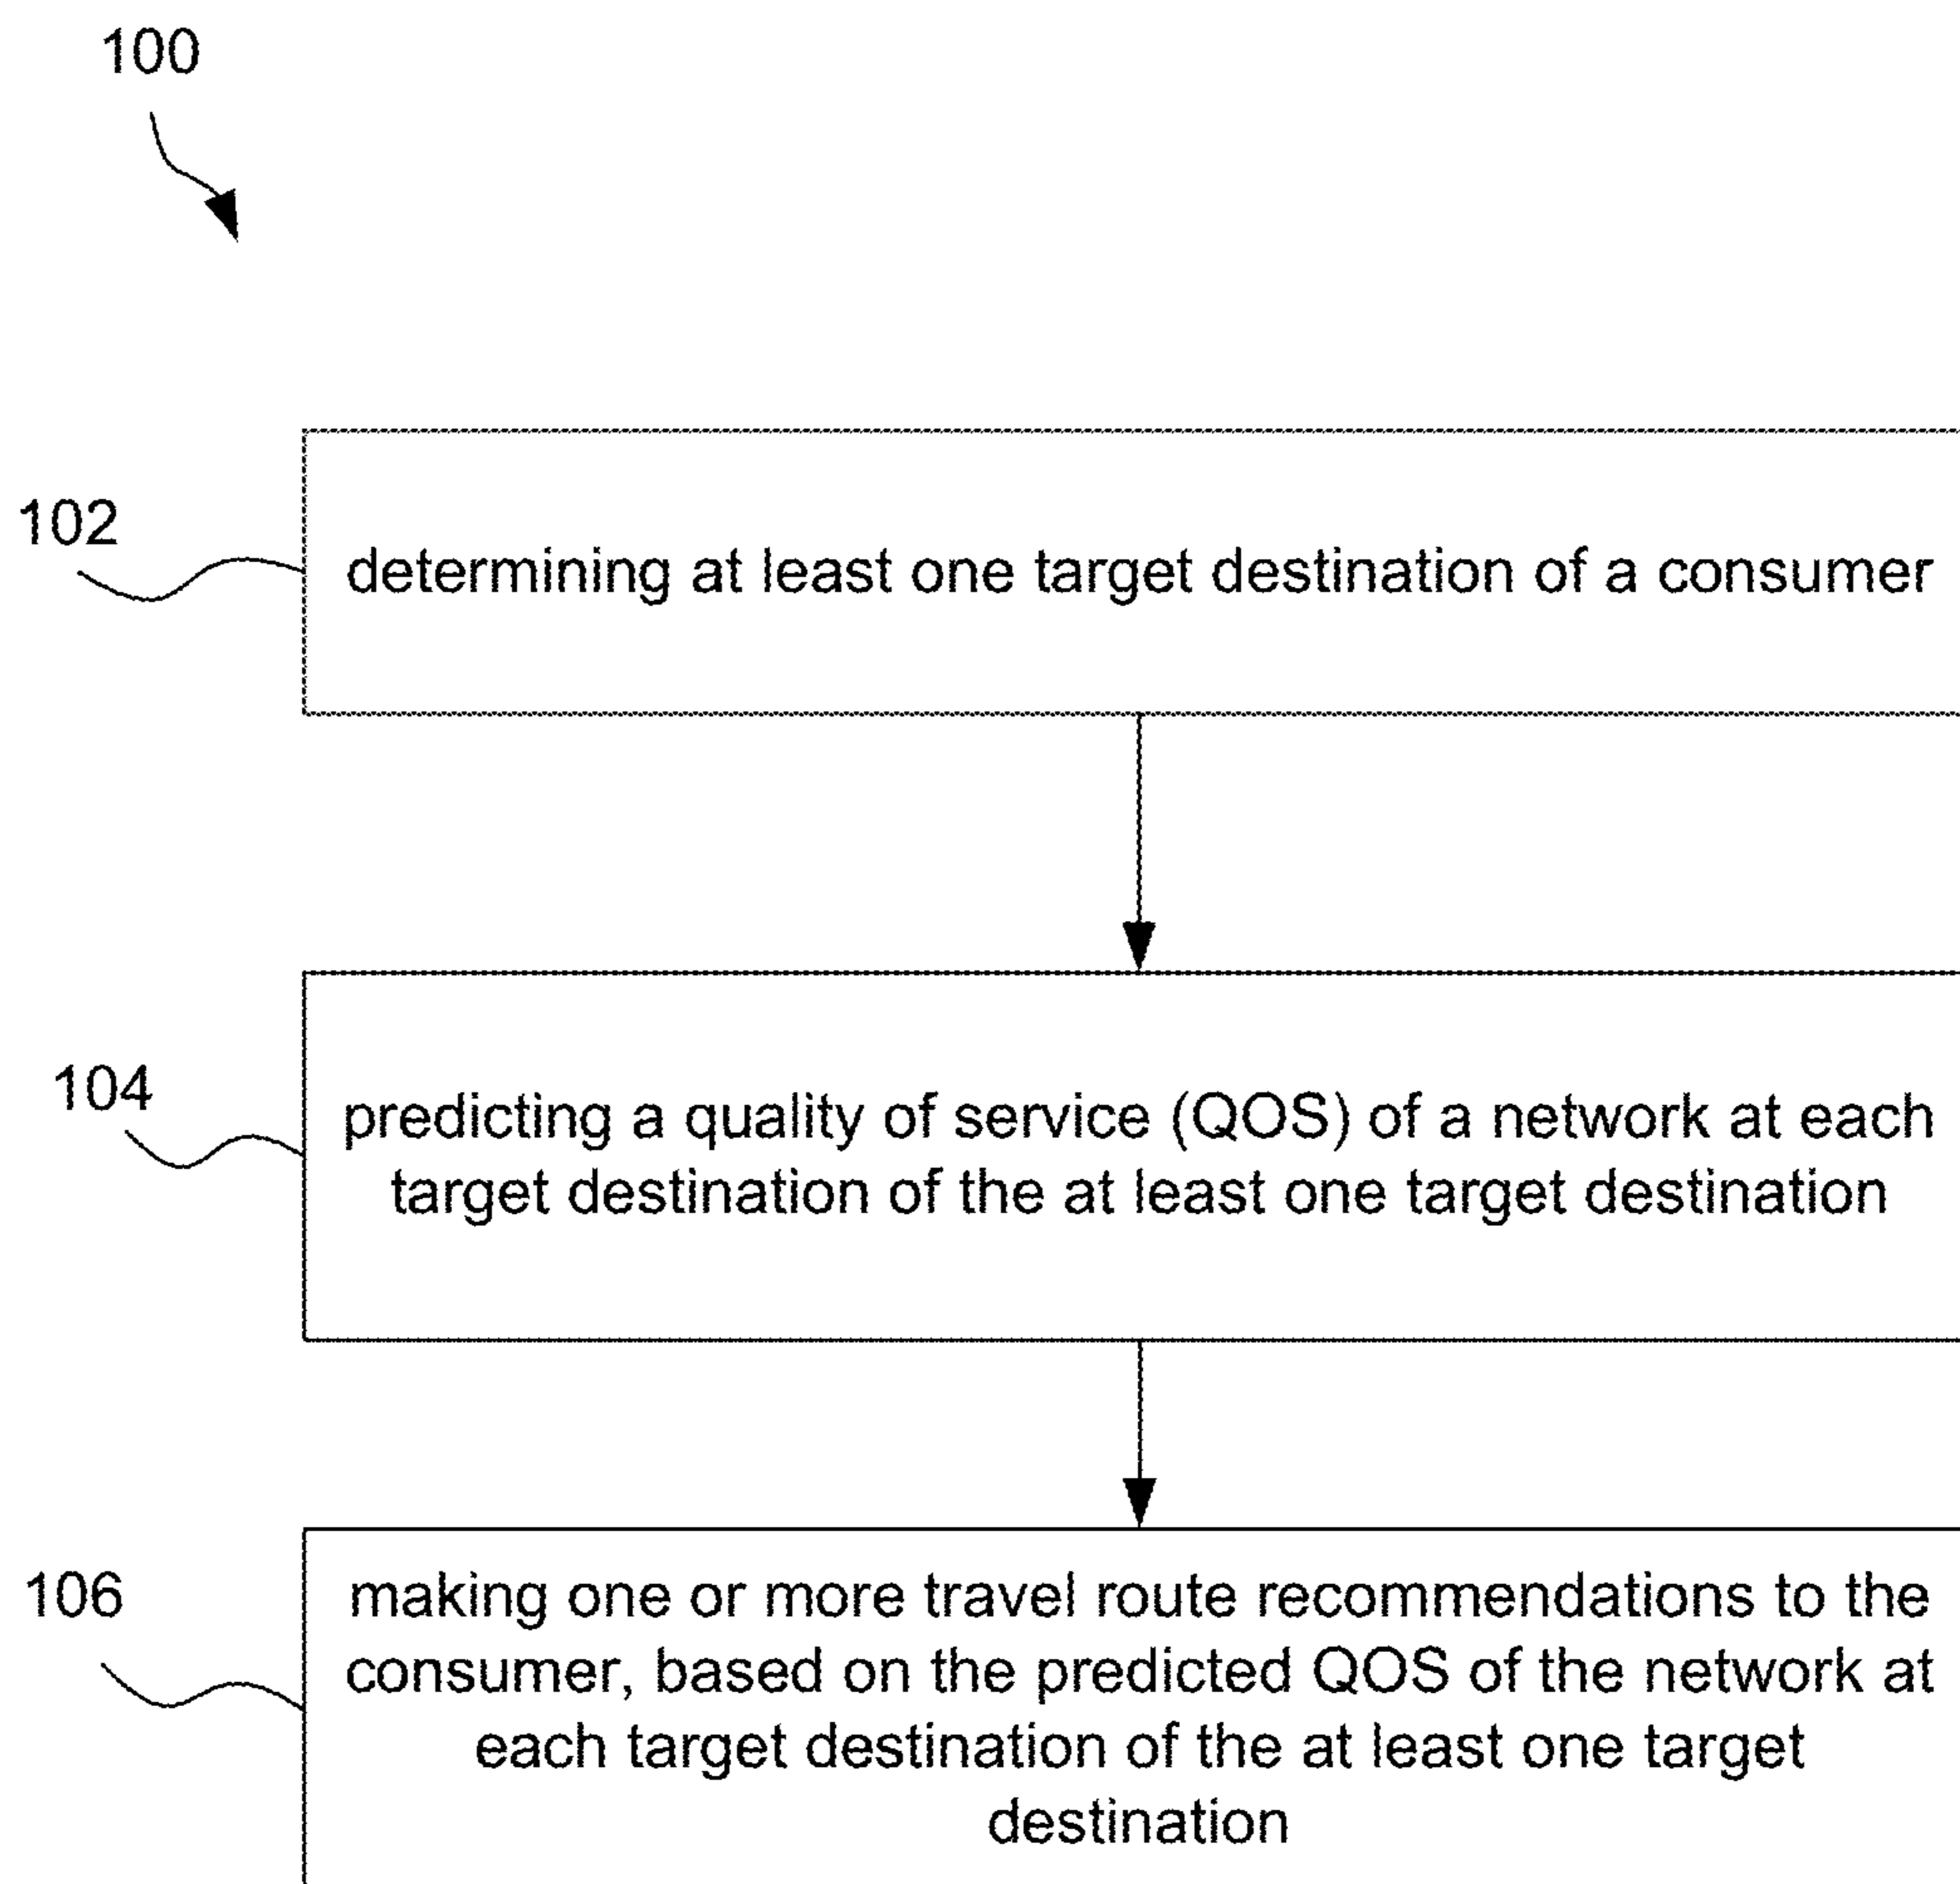 100
102
determining at least one target destination of a consumer
104
predicting a quality of service (QOS) of a network at each
target destination of the at least one target destination
106
making one or more travel route recommendations to the
consumer, based on the predicted QOS of the network at
each target destination of the at least one target
destination